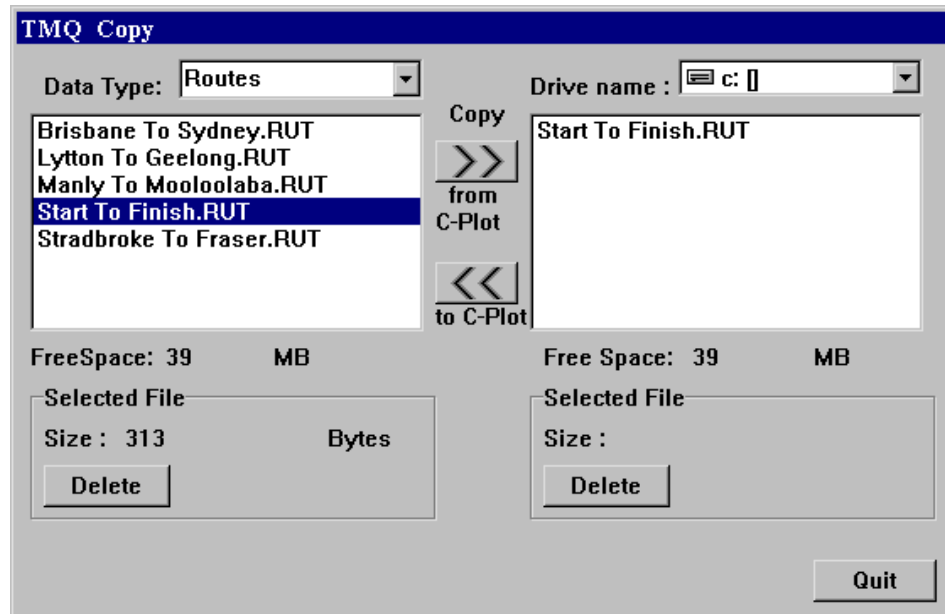 TMQ Copy
Data Type: Routes
Drive name : c: []
Brisbane To Sydney.RUT
Lytton To Geelong.RUT
Manly To Mooloolaba.RUT
Start To Finish.RUT
Stradbroke To Fraser.RUT
Copy
>>
from
C-Plot
<<
to C-Plot
Start To Finish.RUT
FreeSpace: 39 MB
Free Space: 39 MB
Selected File
Size : 313 Bytes
Delete
Selected File
Size :
Delete
Quit